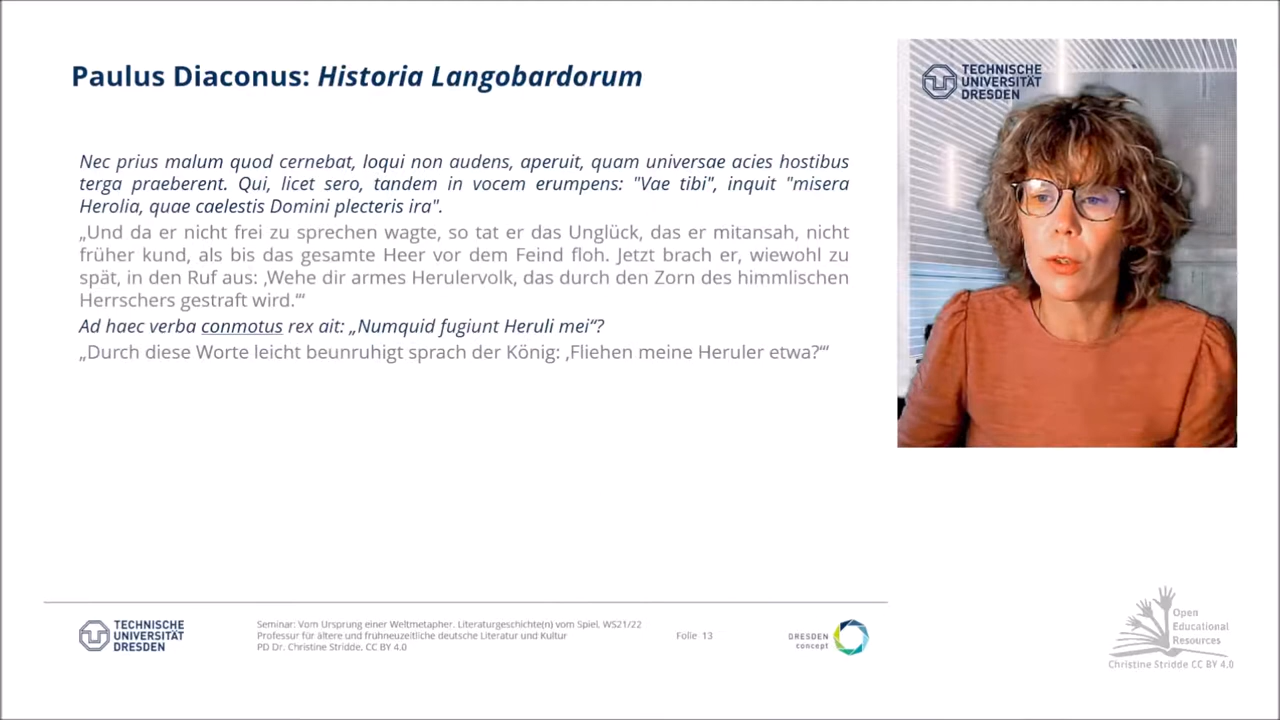 Paulus Diaconus: Historia Langobardorum
TECHNISCHE
UNIVERSITÄT
DRESDEN
Nec prius malum quod cernebat, loqui non audens, aperuit, quam universae acies hostibus
terga praeberent. Qui, licet sero, tandem in vocem erumpens: "Vae tibi", inquit "misera
Herolia, quae caelestis Domini plecteris ira".
„Und da er nicht frei zu sprechen wagte, so tat er das Unglück, das er mitansah, nicht
früher kund, als bis das gesamte Heer vor dem Feind floh. Jetzt brach er, wiewohl zu
spät, in den Ruf aus: ‚Wehe dir armes Herulervolk, das durch den Zorn des himmlischen
Herrschers gestraft wird.‘“
Ad haec verba conmotus rex ait: „Numquid fugiunt Heruli mei“?
„Durch diese Worte leicht beunruhigt sprach der König: ‚Fliehen meine Heruler etwa?‘“
TECHNISCHE
UNIVERSITÄT
DRESDEN
Seminar: Vom Ursprung einer Weltmetapher. Literaturgeschichte(n) vom Spiel, WS21/22
Professur für ältere und frühneuzeitliche deutsche Literatur und Kultur
PD Dr. Christine Stridde, CC BY 4.0
Folie 13
DRESDEN
concept
Open
Educational
Resources
Christine Stridde CC BY 4.0